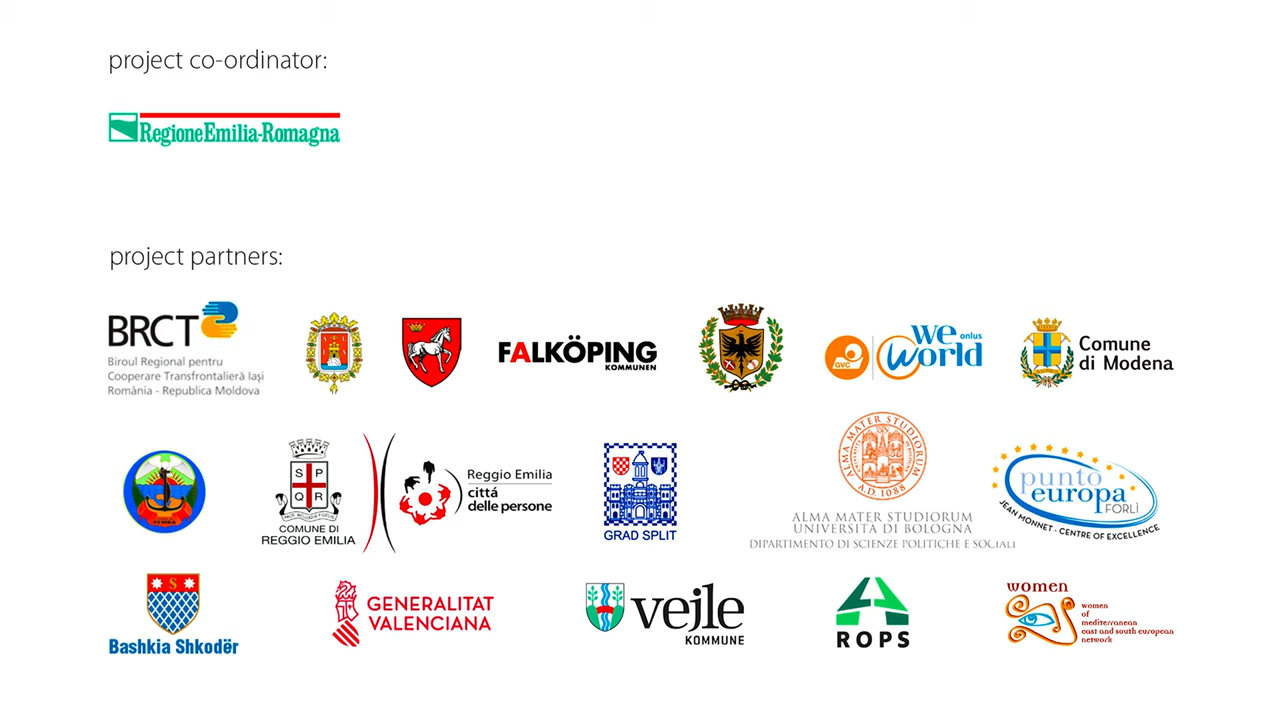 project co-ordinator:
RegioneEmilia-Romagna
project partners:
BRCT
Biroul Regional pentru
Cooperare Transfrontalieră Iași
România - Republica Moldova
FALKÖPING
KOMMUNEN
GVC
we onlus
world
Comune
di Modena
S P
Q R
COMUNE DI
REGGIO EMILIA
Reggio Emilia
cittá
delle persone
GRAD SPLIT
ALMA MATER STUDIORUM
A.D. 1088
ALMA MATER STUDIORUM
UNIVERSITÀ DI BOLOGNA
DIPARTIMENTO DI SCIENZE POLITICHE E SOCIALI
punto
europa
FORLÌ
JEAN MONNET - CENTRE OF EXCELLENCE
S
Bashkia Shkodër
GENERALITAT
VALENCIANA
vejle
KOMMUNE
ROPS
women
women
of
mediterranean
east and south european
network